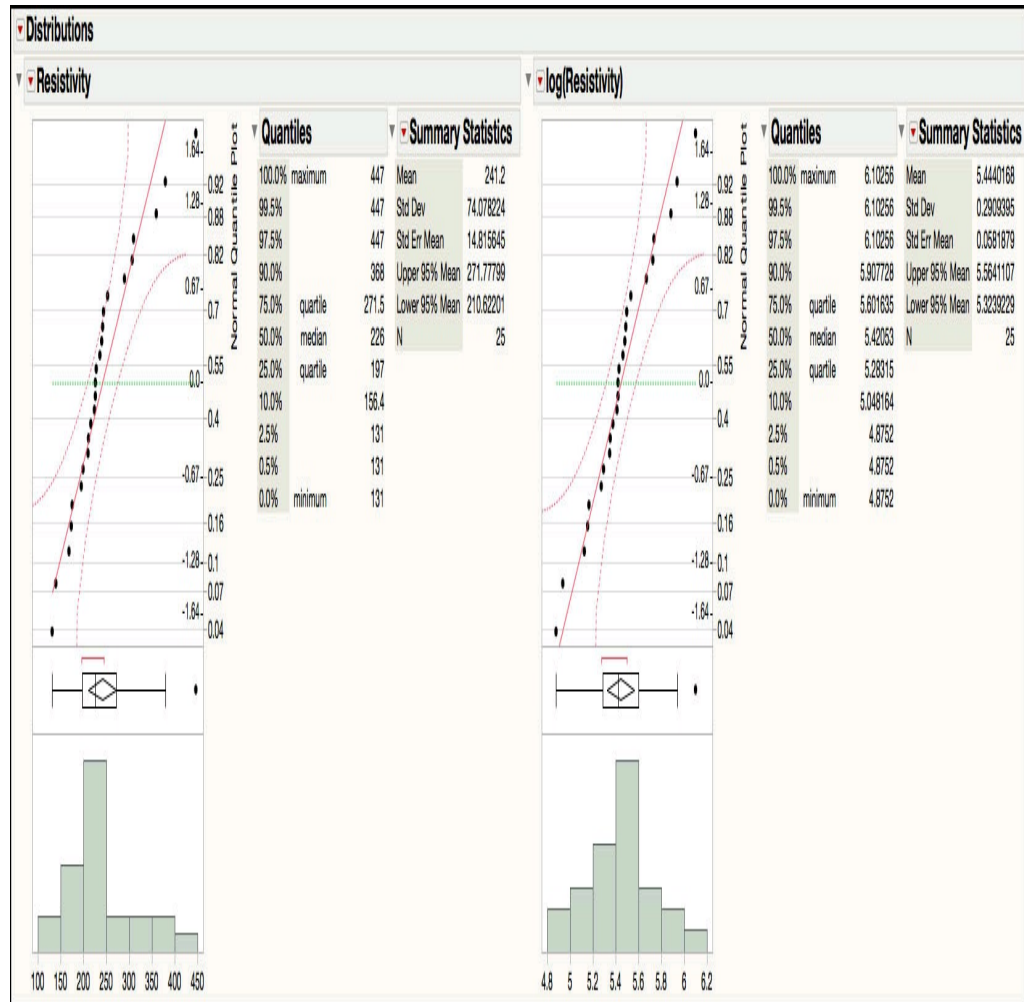 Distributions
Resistivity
1.64
1.28
0.67
0.0
-0.67
-1.28
-1.64
0.92
0.88
0.82
0.7
0.55
0.4
0.25
0.16
0.1
0.07
0.04
Normal Quantile Plot
100 150 200 250 300 350 400 450
Quantiles
100.0% maximum 447
99.5% 447
97.5% 447
90.0% 368
75.0% quartile 271.5
50.0% median 226
25.0% quartile 197
10.0% 156.4
2.5% 131
0.5% 131
0.0% minimum 131
Summary Statistics
Mean 241.2
Std Dev 74.078224
Std Err Mean 14.815645
Upper 95% Mean 271.77799
Lower 95% Mean 210.62201
N 25
log(Resistivity)
1.64
1.28
0.67
0.0
-0.67
-1.28
-1.64
0.92
0.88
0.82
0.7
0.55
0.4
0.25
0.16
0.1
0.07
0.04
Normal Quantile Plot
4.8 5 5.2 5.4 5.6 5.8 6 6.2
Quantiles
100.0% maximum 6.10256
99.5% 6.10256
97.5% 6.10256
90.0% 5.907728
75.0% quartile 5.601635
50.0% median 5.42053
25.0% quartile 5.28315
10.0% 5.048164
2.5% 4.8752
0.5% 4.8752
0.0% minimum 4.8752
Summary Statistics
Mean 5.4440168
Std Dev 0.2909395
Std Err Mean 0.0581879
Upper 95% Mean 5.5641107
Lower 95% Mean 5.3239229
N 25